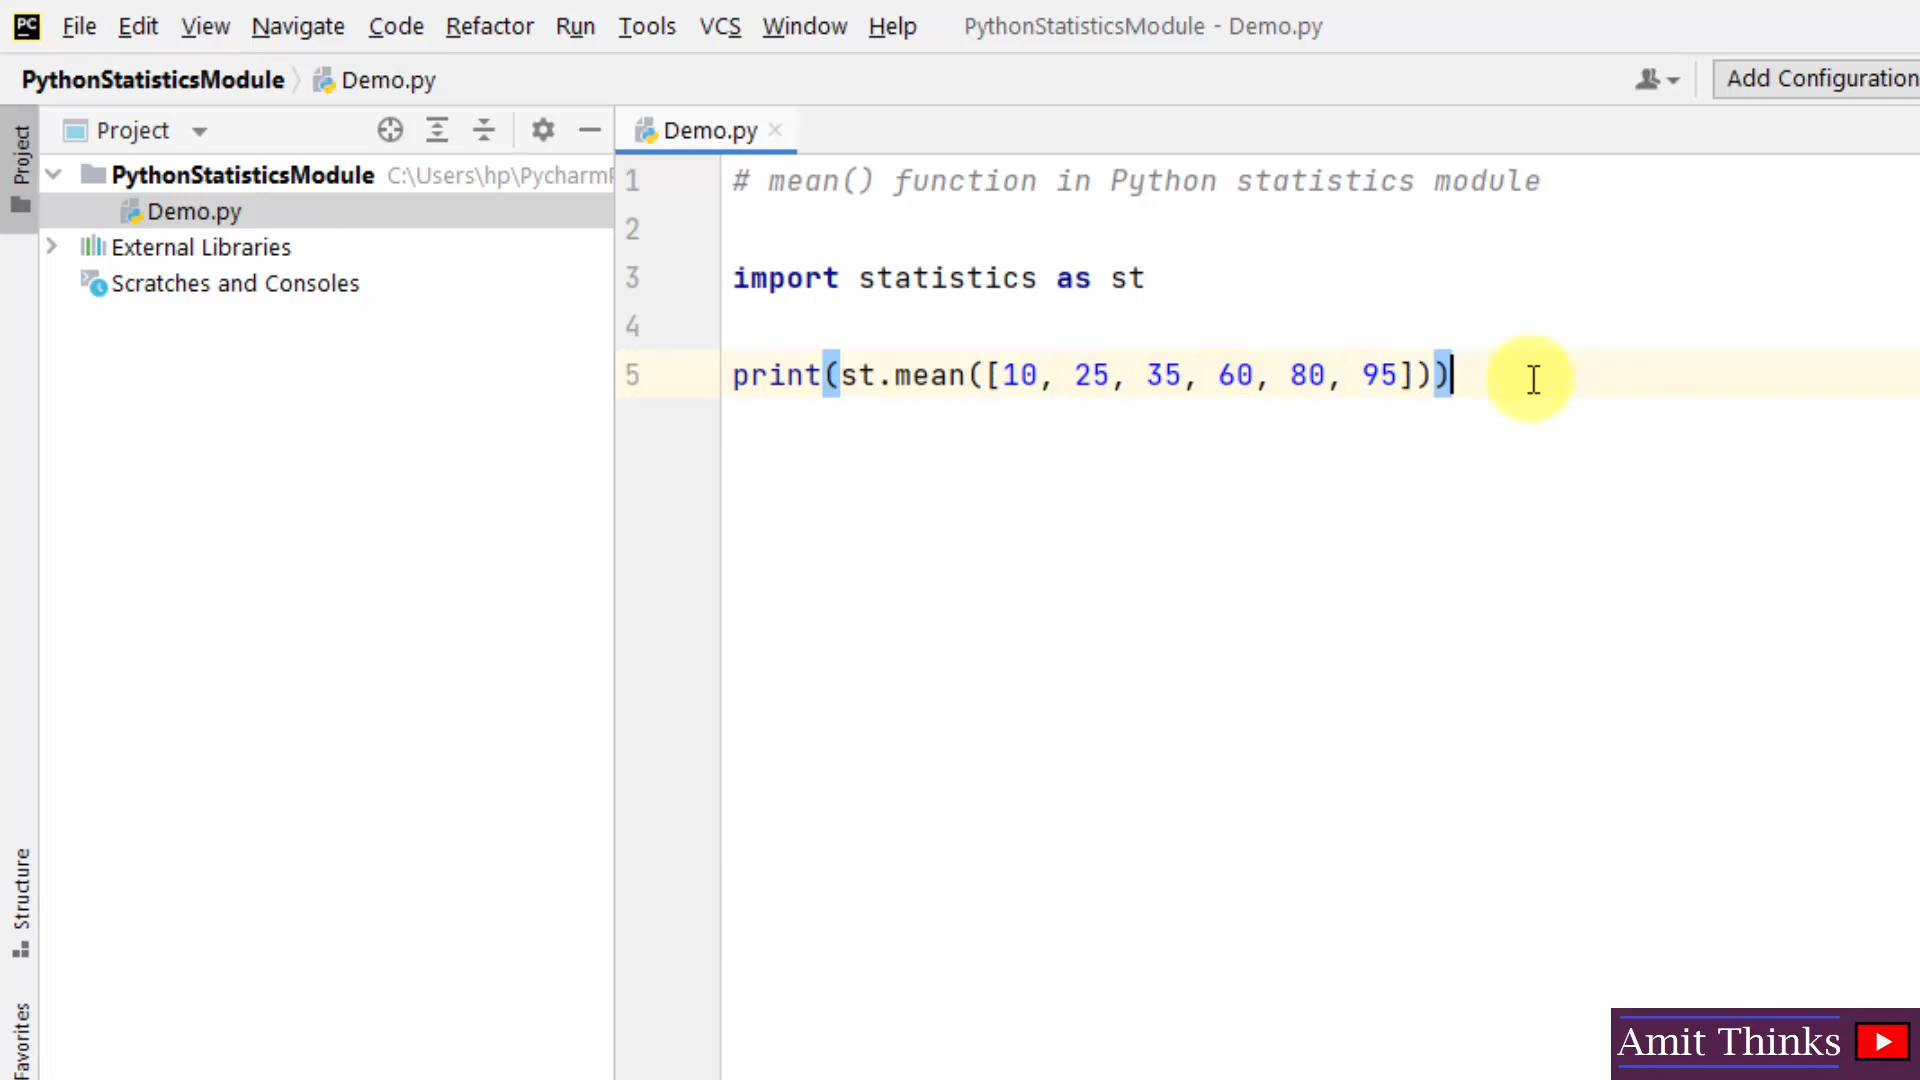 PC File Edit View Navigate Code Refactor Run Tools VCS Window Help PythonStatisticsModule - Demo.py
PythonStatisticsModule Demo.py Add Configuration
Project Project Demo.py
PythonStatisticsModule C:\Users\hp\Pycharm
Demo.py
External Libraries
Scratches and Consoles
1 # mean() function in Python statistics module
2
3 import statistics as st
4
5 print(st.mean([10, 25, 35, 60, 80, 95]))
Structure
Favorites
Amit Thinks